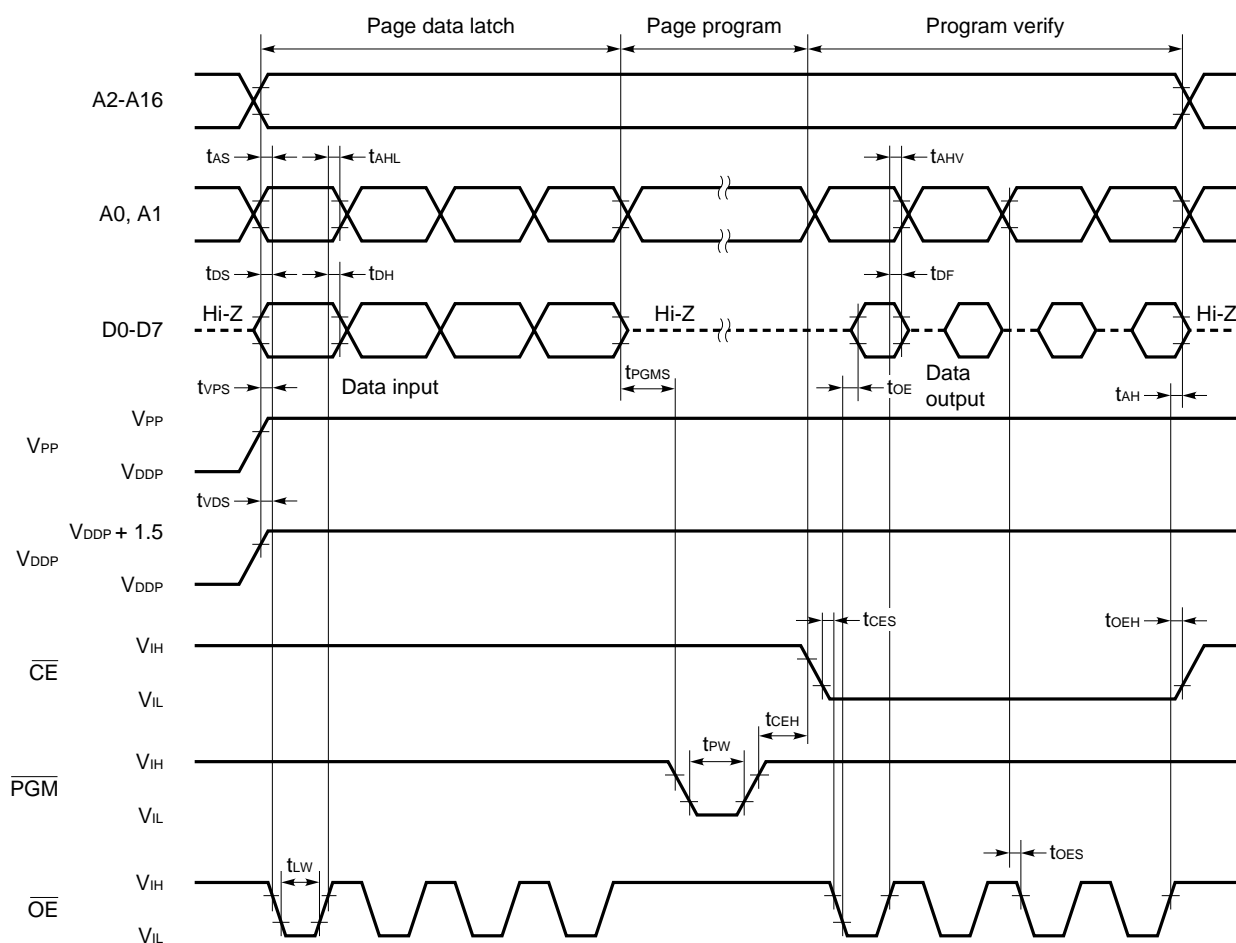 Page data latch Page program Program verify
A2-A16
tAS tAHL tAHV
A0, A1
tDS tDH tDF
Hi-Z Hi-Z Hi-Z
D0-D7
tPGMS
tVPS Data input tOE Data output tAH
VPP
VPP
VDDP
tVDS
VDDP + 1.5
VDDP
VDDP
tCES tOEH
VIH
CE
VIL
tCEH
tPW
VIH
PGM
VIL
tLW tOES
VIH
OE
VIL